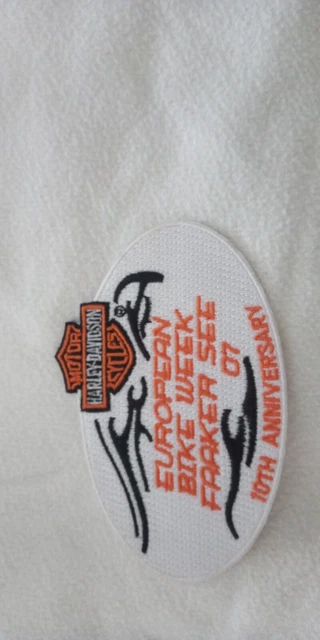 MOTOR
HARLEY-DAVIDSON
CYCLES
®
EUROPEAN
BIKE WEEK
FAAKER SEE
07
10TH ANNIVERSARY